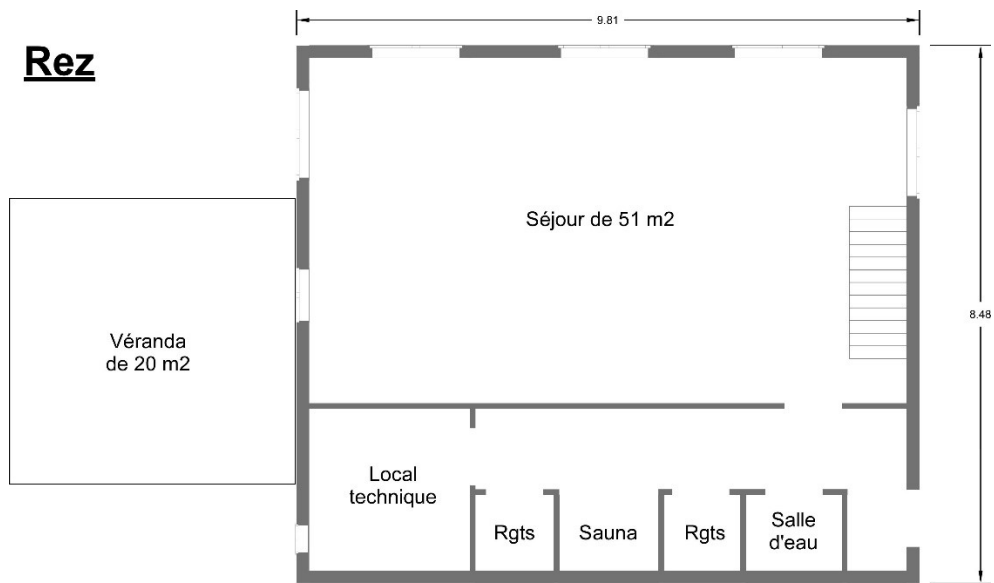 9.81
Rez
Séjour de 51 m2
8.48
Véranda
de 20 m2
Local
technique
Rgts
Sauna
Rgts
Salle
d'eau